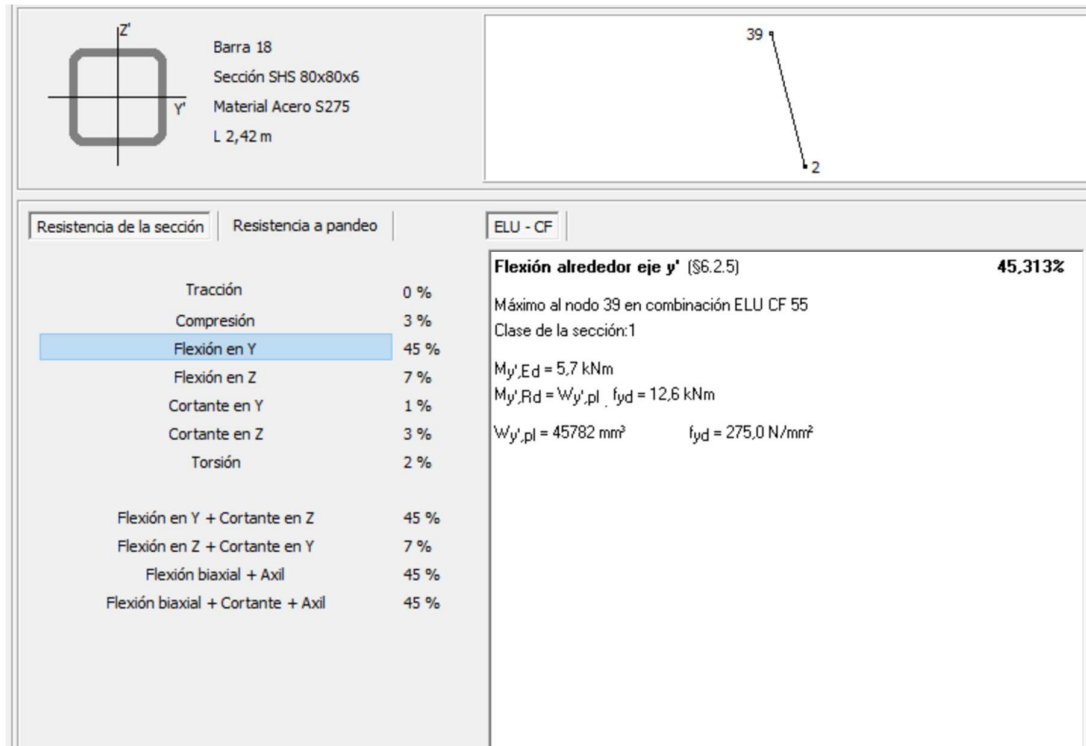 Z'
Y'
Barra 18
Sección SHS 80x80x6
Material Acero S275
L 2,42 m
39
2
Resistencia de la sección
Resistencia a pandeo
Tracción 0 %
Compresión 3 %
Flexión en Y 45 %
Flexión en Z 7 %
Cortante en Y 1 %
Cortante en Z 3 %
Torsión 2 %
Flexión en Y + Cortante en Z 45 %
Flexión en Z + Cortante en Y 7 %
Flexión biaxial + Axil 45 %
Flexión biaxial + Cortante + Axil 45 %
ELU - CF
Flexión alrededor eje y' (§6.2.5) 45,313%
Máximo al nodo 39 en combinación ELU CF 55
Clase de la sección:1
My',Ed = 5,7 kNm
My',Rd = Wy',pl . fyd = 12,6 kNm
Wy',pl = 45782 mm³ fyd = 275,0 N/mm²